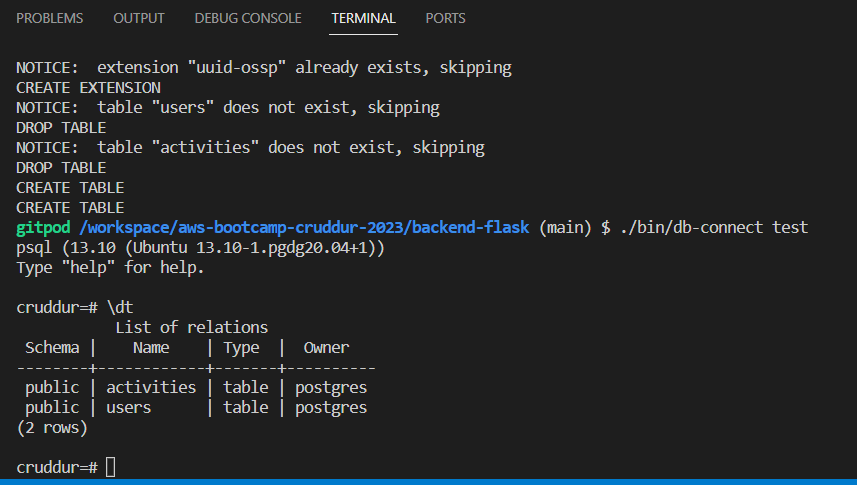 PROBLEMS OUTPUT DEBUG CONSOLE TERMINAL PORTS
NOTICE:  extension "uuid-ossp" already exists, skipping
CREATE EXTENSION
NOTICE:  table "users" does not exist, skipping
DROP TABLE
NOTICE:  table "activities" does not exist, skipping
DROP TABLE
CREATE TABLE
CREATE TABLE
gitpod /workspace/aws-bootcamp-cruddur-2023/backend-flask (main) $ ./bin/db-connect test
psql (13.10 (Ubuntu 13.10-1.pgdg20.04+1))
Type "help" for help.
cruddur=# \dt
           List of relations
 Schema |    Name    | Type  |  Owner
--------+------------+-------+----------
 public | activities | table | postgres
 public | users      | table | postgres
(2 rows)
cruddur=#